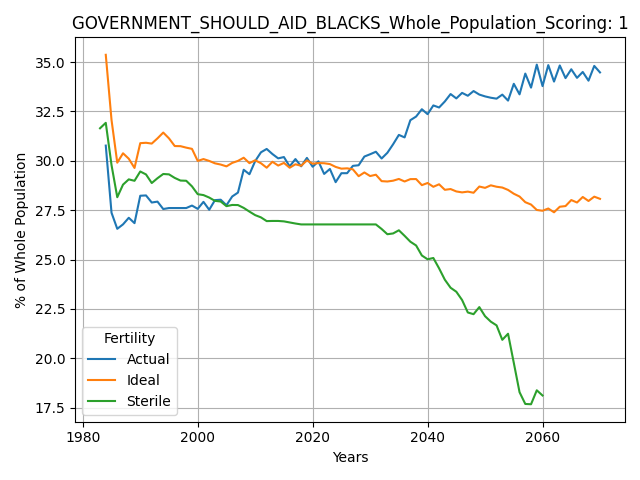 GOVERNMENT_SHOULD_AID_BLACKS_Whole_Population_Scoring: 1
35.0
32.5
30.0
27.5
25.0
22.5
20.0
17.5
% of Whole Population
Fertility
Actual
Ideal
Sterile
1980
2000
2020
2040
2060
Years